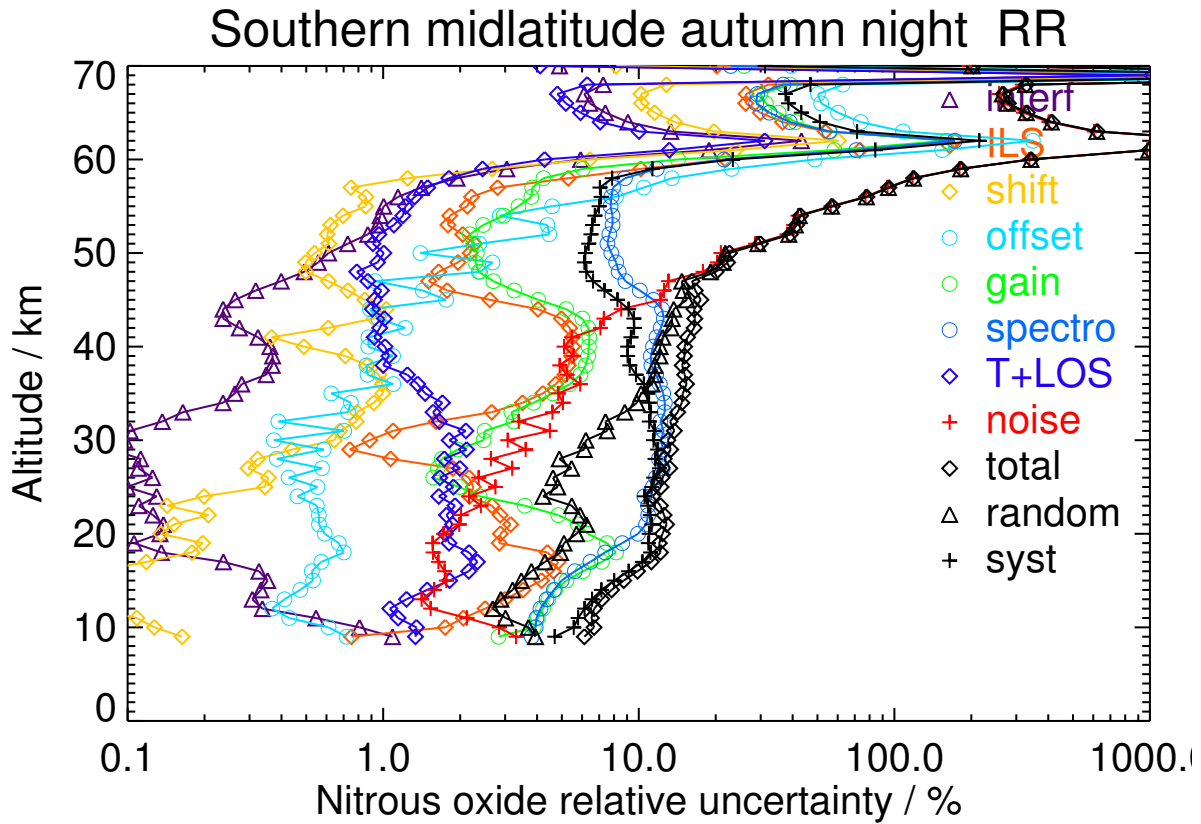 Southern midlatitude autumn night RR
70
60
50
40
30
20
10
0
Altitude / km
interf
ILS
shift
offset
gain
spectro
T+LOS
noise
total
random
syst
0.1 1.0 10.0 100.0 1000.0
Nitrous oxide relative uncertainty / %